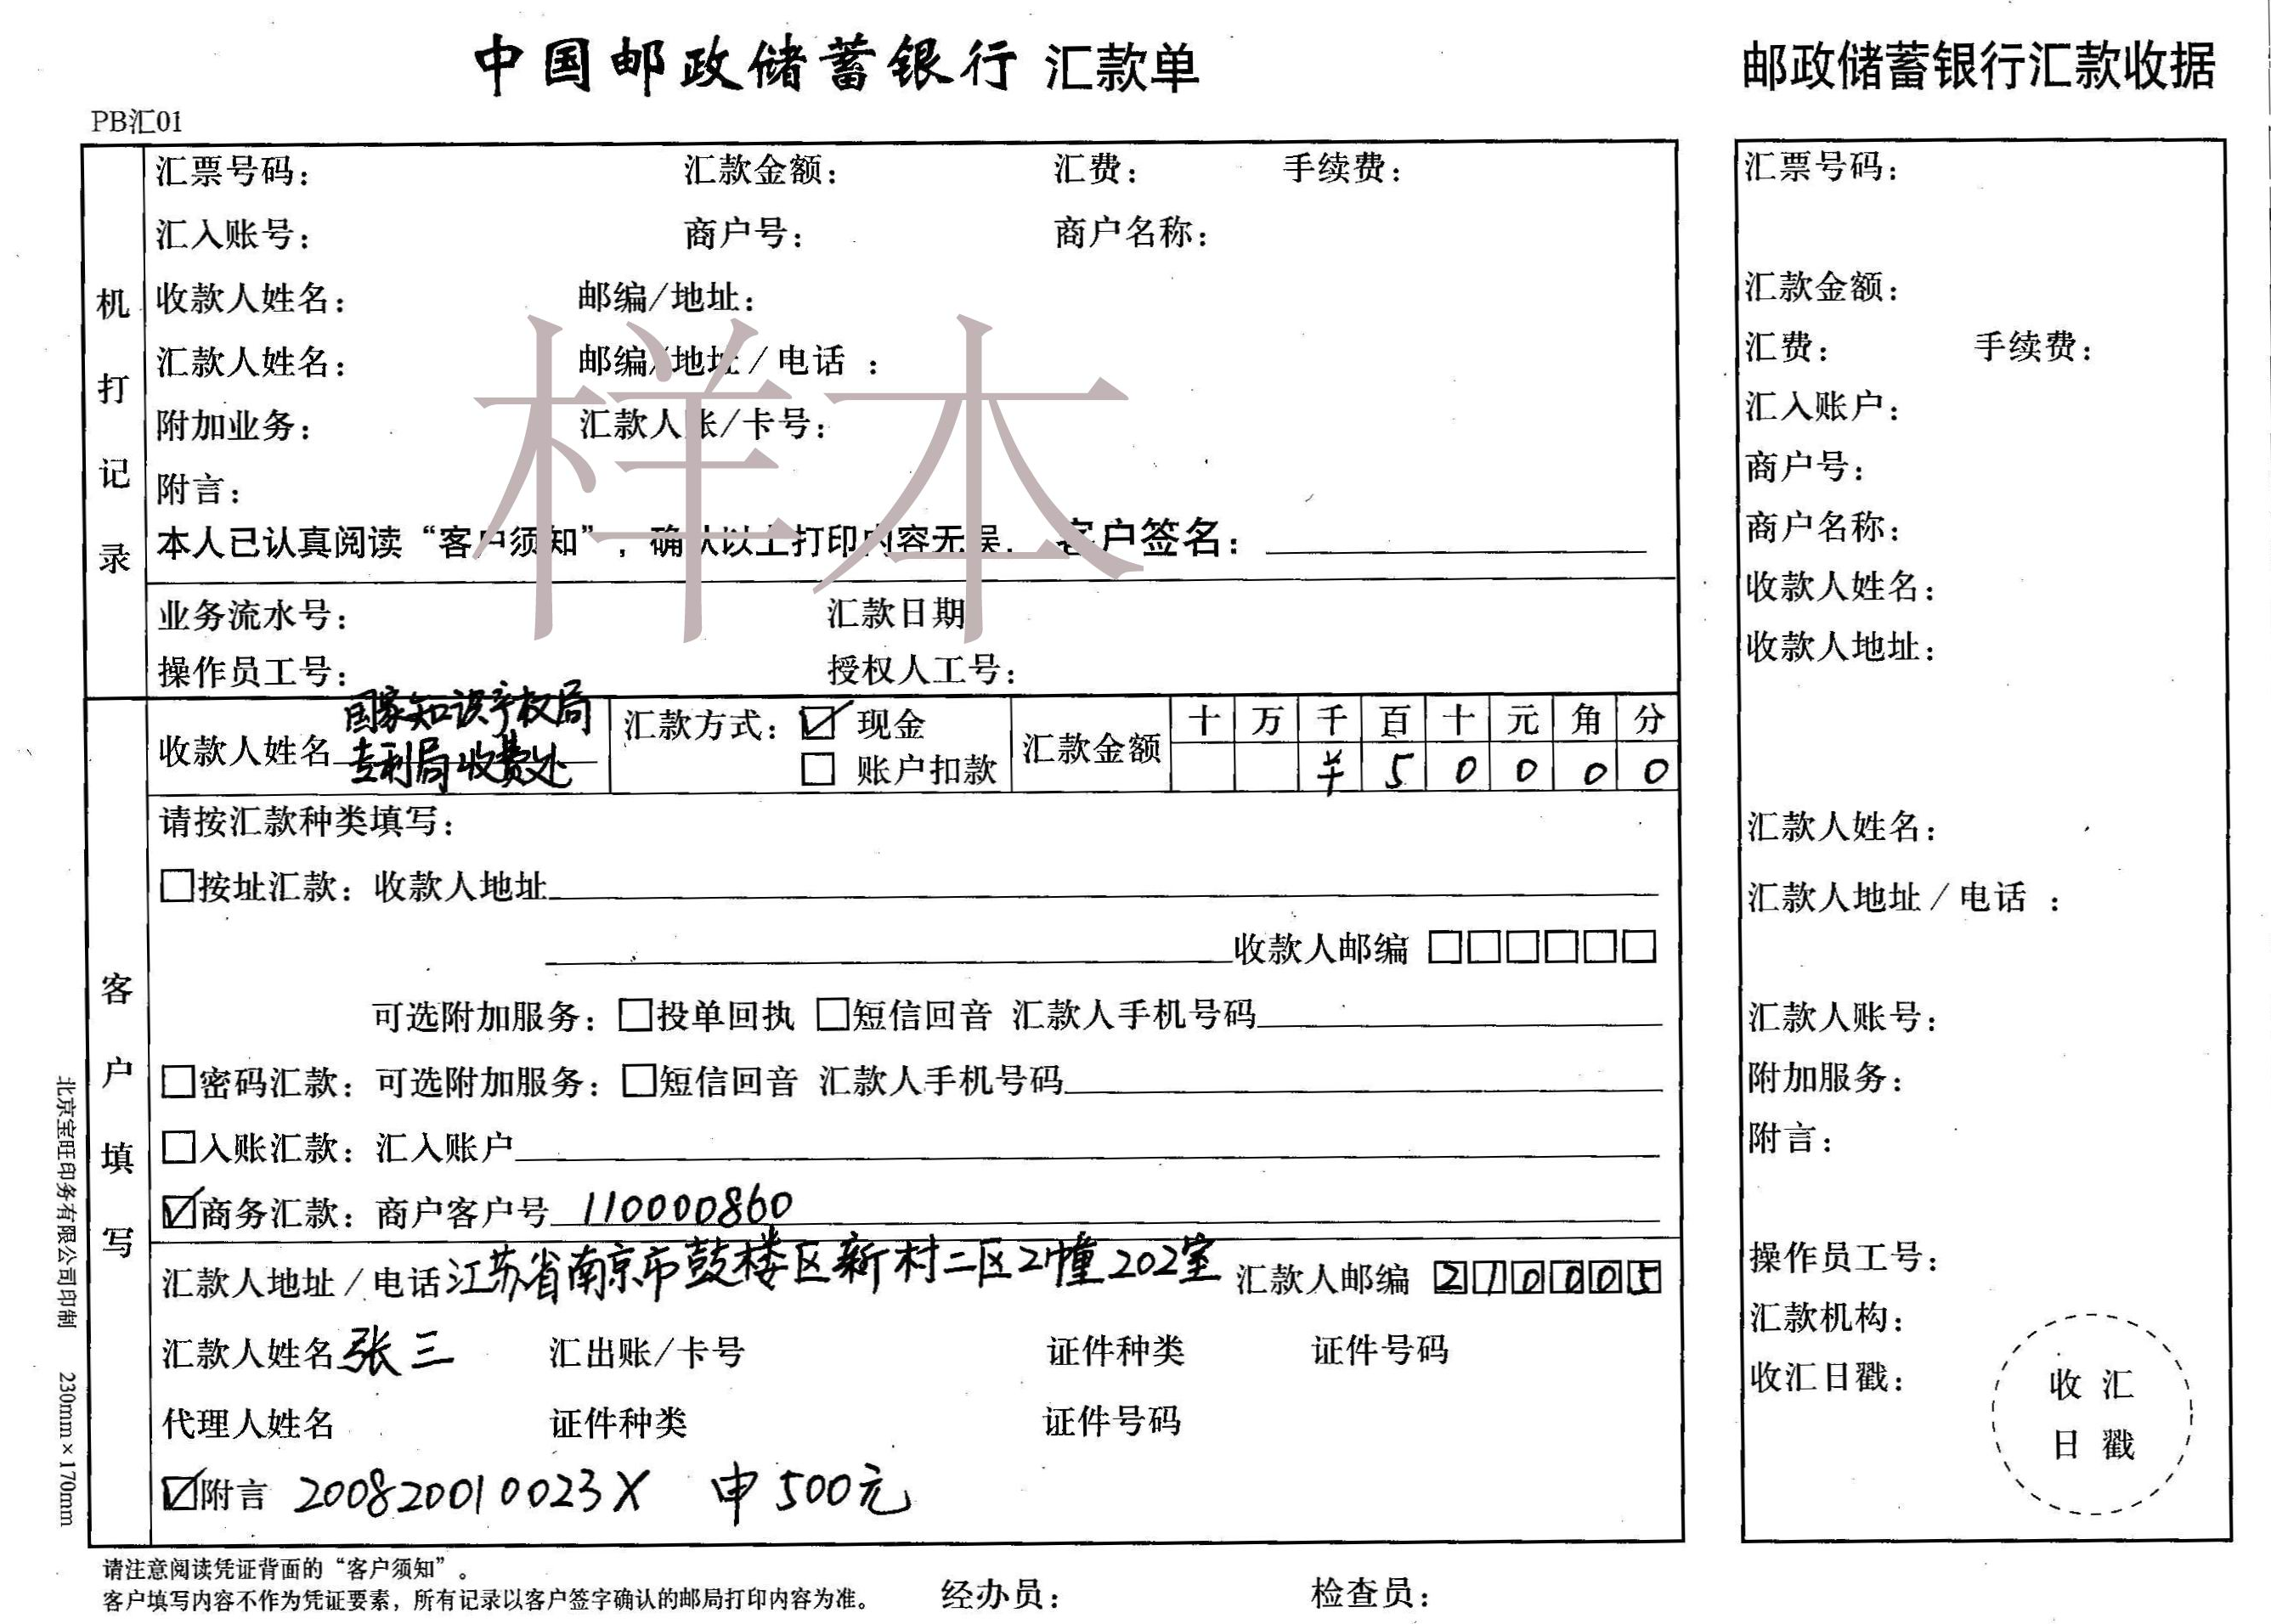 中国邮政储蓄银行 汇款单
PB汇01
机打记录
汇票号码： 汇款金额： 汇费： 手续费：
汇入账号： 商户号： 商户名称：
收款人姓名： 邮编/地址：
汇款人姓名： 邮编/地址/电话：
附加业务： 汇款人账/卡号：
附言：
本人已认真阅读“客户须知”，确认以上打印内容无误. 客户签名：
样本
业务流水号： 汇款日期
操作员工号： 授权人工号：
客户填写
收款人姓名 国家知识产权局
专利局收费处
汇款方式： ☑ 现金
□ 账户扣款
汇款金额
十 万 千 百 十 元 角 分
¥ 5 0 0 0 0
请按汇款种类填写：
□按址汇款：收款人地址
收款人邮编 □□□□□□
可选附加服务：□投单回执 □短信回音 汇款人手机号码
□密码汇款：可选附加服务：□短信回音 汇款人手机号码
□入账汇款：汇入账户
☑商务汇款：商户客户号 110000860
汇款人地址/电话 江苏省南京市鼓楼区新村二区21幢202室 汇款人邮编 210005
汇款人姓名 张三 汇出账/卡号 证件种类 证件号码
代理人姓名 证件种类 证件号码
☑附言 200820010023X 申500元
请注意阅读凭证背面的“客户须知”。
客户填写内容不作为凭证要素，所有记录以客户签字确认的邮局打印内容为准。
经办员： 检查员：
北京宝旺印务有限公司印制 230mm×170mm
邮政储蓄银行汇款收据
汇票号码：
汇款金额：
汇费： 手续费：
汇入账户：
商户号：
商户名称：
收款人姓名：
收款人地址：
汇款人姓名：
汇款人地址/电话：
汇款人账号：
附加服务：
附言：
操作员工号：
汇款机构：
收汇日戳：
收汇
日戳